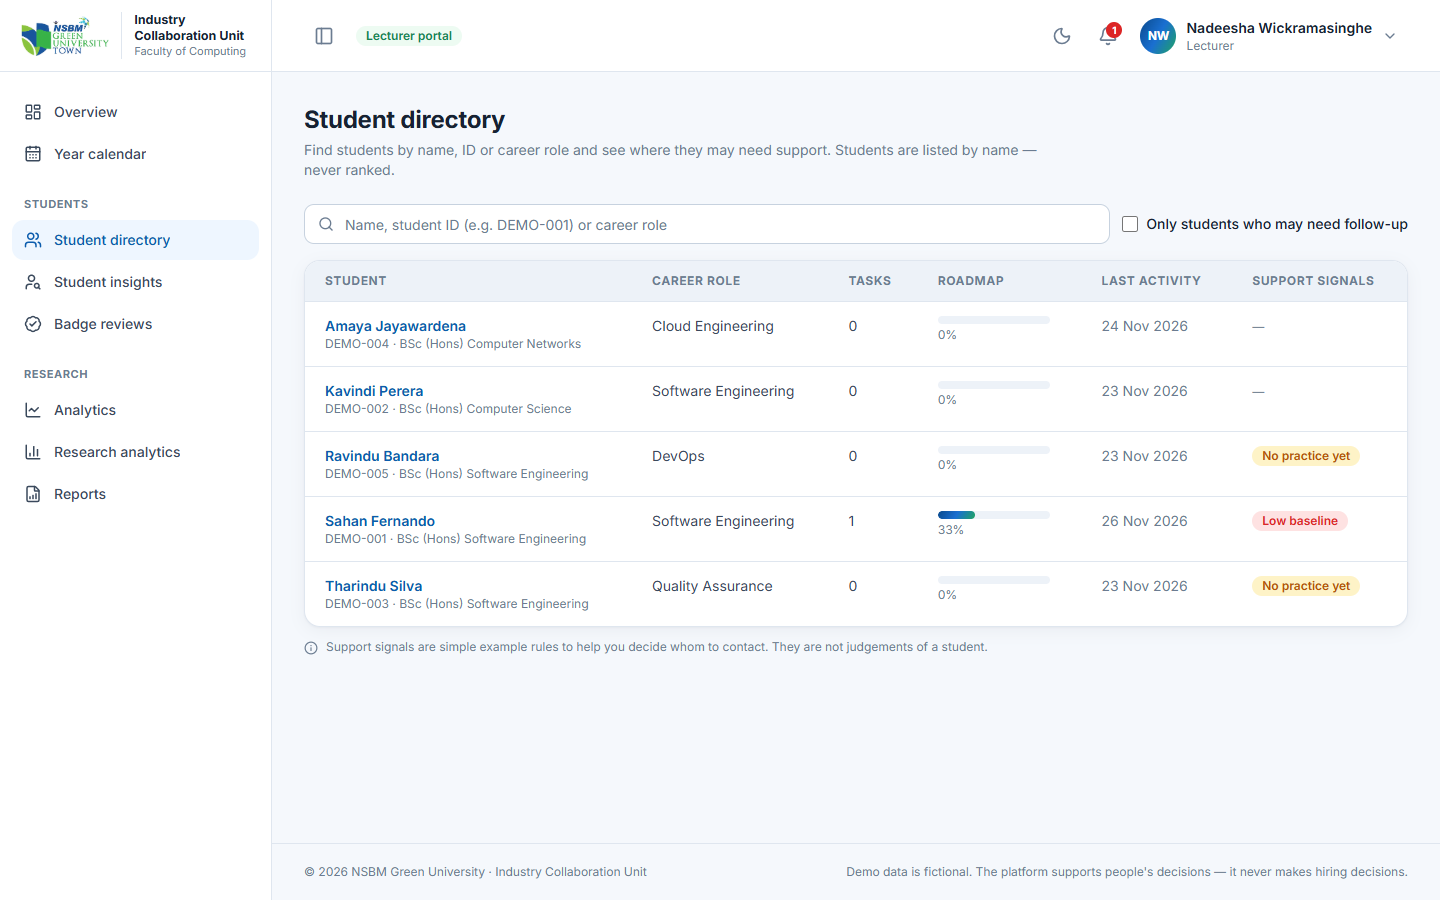 NSBM
GREEN
UNIVERSITY
TOWN
Industry
Collaboration Unit
Faculty of Computing
Lecturer portal
1
NW
Nadeesha Wickramasinghe
Lecturer
Overview
Year calendar
STUDENTS
Student directory
Student insights
Badge reviews
RESEARCH
Analytics
Research analytics
Reports
Student directory
Find students by name, ID or career role and see where they may need support. Students are listed by name —
never ranked.
Name, student ID (e.g. DEMO-001) or career role
Only students who may need follow-up
STUDENT CAREER ROLE TASKS ROADMAP LAST ACTIVITY SUPPORT SIGNALS
Amaya Jayawardena Cloud Engineering 0 24 Nov 2026 —
DEMO-004 · BSc (Hons) Computer Networks 0%
Kavindi Perera Software Engineering 0 23 Nov 2026 —
DEMO-002 · BSc (Hons) Computer Science 0%
Ravindu Bandara DevOps 0 23 Nov 2026 No practice yet
DEMO-005 · BSc (Hons) Software Engineering 0%
Sahan Fernando Software Engineering 1 26 Nov 2026 Low baseline
DEMO-001 · BSc (Hons) Software Engineering 33%
Tharindu Silva Quality Assurance 0 23 Nov 2026 No practice yet
DEMO-003 · BSc (Hons) Software Engineering 0%
Support signals are simple example rules to help you decide whom to contact. They are not judgements of a student.
© 2026 NSBM Green University · Industry Collaboration Unit
Demo data is fictional. The platform supports people's decisions — it never makes hiring decisions.